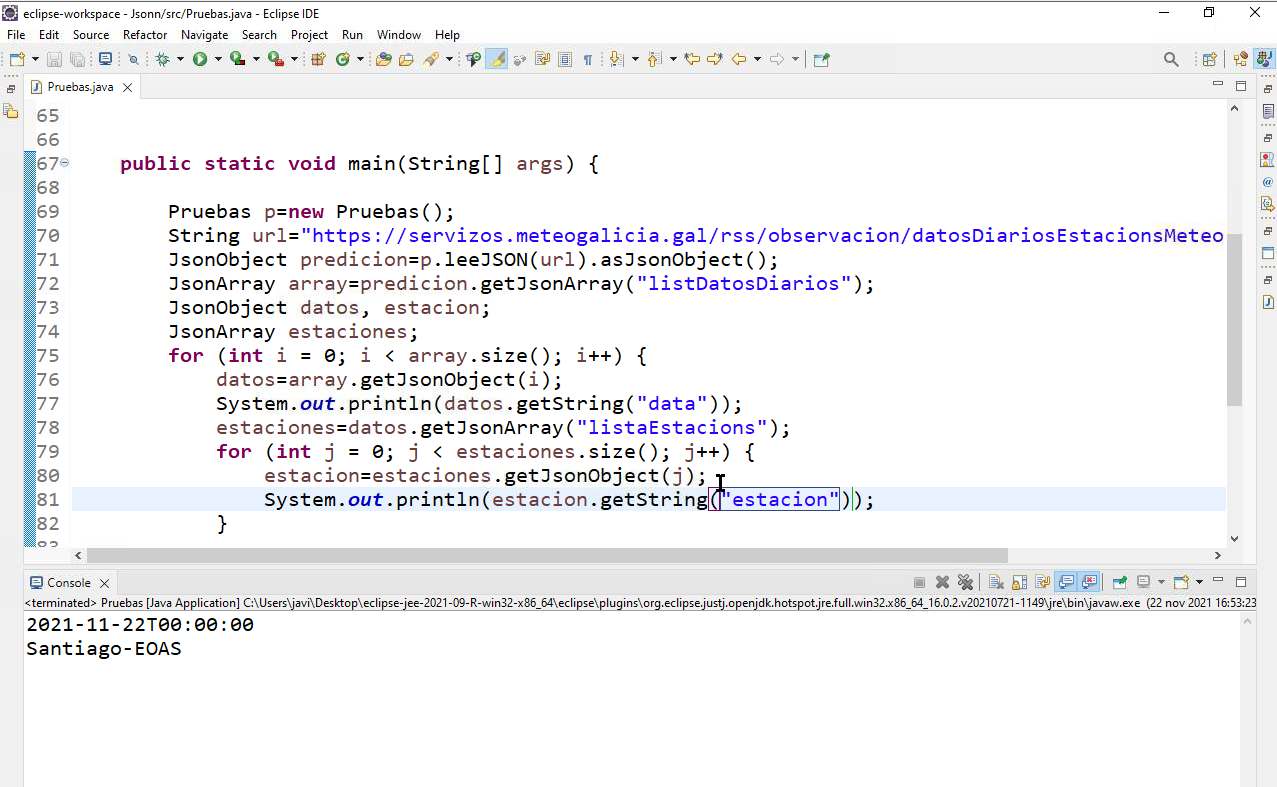 eclipse-workspace - Jsonn/src/Pruebas.java - Eclipse IDE
File Edit Source Refactor Navigate Search Project Run Window Help
Pruebas.java
65
66
67 public static void main(String[] args) {
68
69 Pruebas p=new Pruebas();
70 String url="https://servizos.meteogalicia.gal/rss/observacion/datosDiariosEstacionsMeteo
71 JsonObject predicion=p.leeJSON(url).asJsonObject();
72 JsonArray array=predicion.getJsonArray("listDatosDiarios");
73 JsonObject datos, estacion;
74 JsonArray estaciones;
75 for (int i = 0; i < array.size(); i++) {
76 datos=array.getJsonObject(i);
77 System.out.println(datos.getString("data"));
78 estaciones=datos.getJsonArray("listaEstacions");
79 for (int j = 0; j < estaciones.size(); j++) {
80 estacion=estaciones.getJsonObject(j);
81 System.out.println(estacion.getString("estacion"));
82 }
83
Console
<terminated> Pruebas [Java Application] C:\Users\javi\Desktop\eclipse-jee-2021-09-R-win32-x86_64\eclipse\plugins\org.eclipse.justj.openjdk.hotspot.jre.full.win32.x86_64_16.0.2.v20210721-1149\jre\bin\javaw.exe (22 nov 2021 16:53:23
2021-11-22T00:00:00
Santiago-EOAS